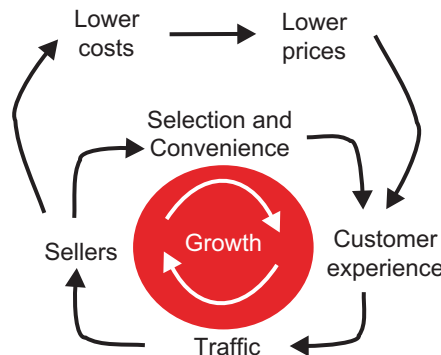 Lower
costs
Lower
prices
Selection and
Convenience
Growth
Sellers
Customer
experience
Traffic